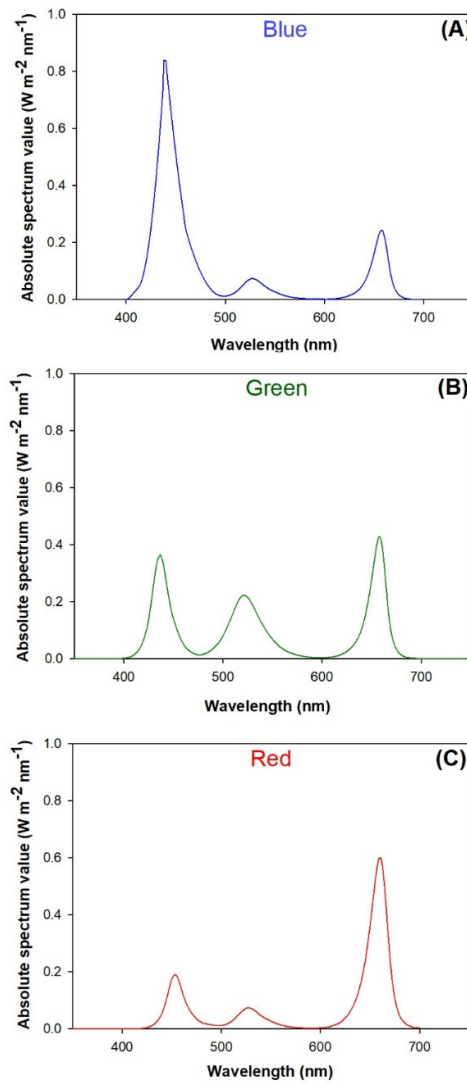 Blue
(A)
Absolute spectrum value (W m-2 nm-1)
1.0
0.8
0.6
0.4
0.2
0.0
400 500 600 700
Wavelength (nm)
Green
(B)
Absolute spectrum value (W m-2 nm-1)
1.0
0.8
0.6
0.4
0.2
0.0
400 500 600 700
Wavelength (nm)
Red
(C)
Absolute spectrum value (W m-2 nm-1)
1.0
0.8
0.6
0.4
0.2
0.0
400 500 600 700
Wavelength (nm)